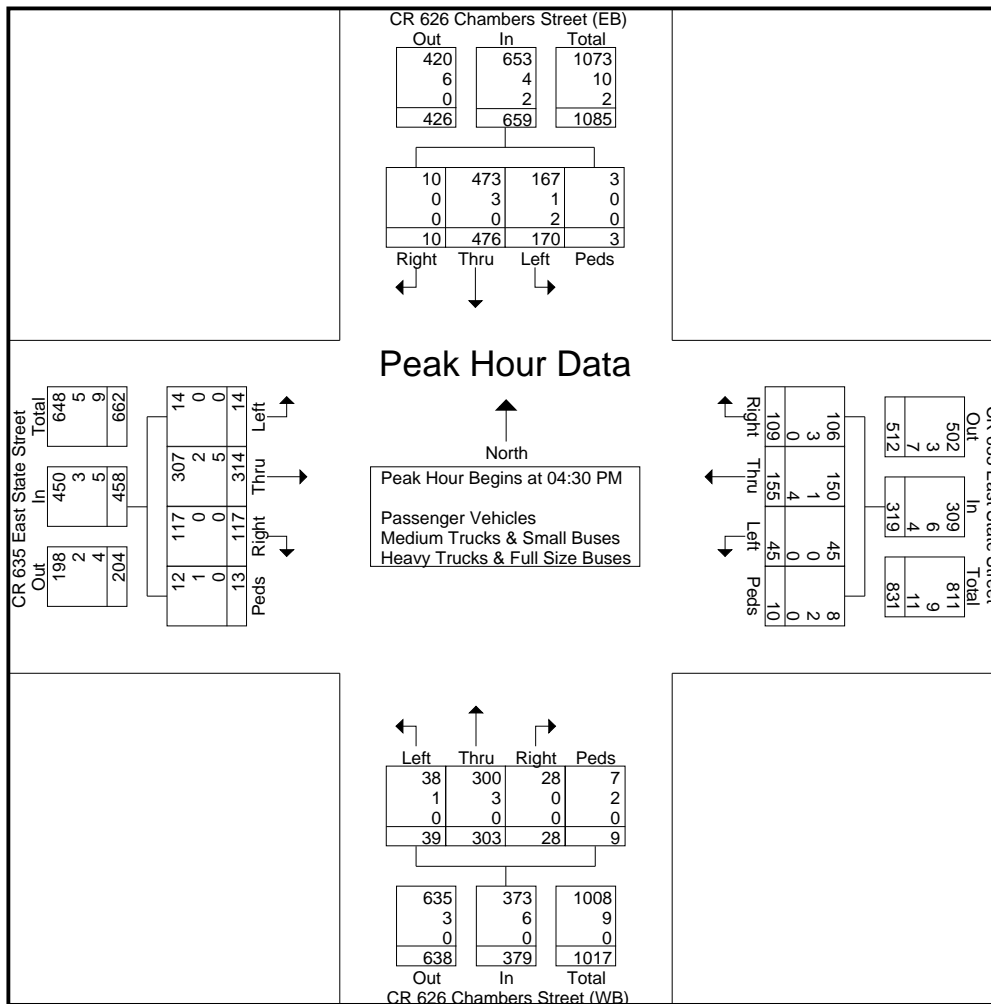 CR 626 Chambers Street (EB)
Out In Total
420 653 1073
6 4 10
0 2 2
426 659 1085
10 473 167 3
0 3 1 0
0 0 2 0
10 476 170 3
Right Thru Left Peds
Peak Hour Data
North
Peak Hour Begins at 04:30 PM
Passenger Vehicles
Medium Trucks & Small Buses
Heavy Trucks & Full Size Buses
CR 635 East State Street
Out In Total
198 450 648
2 3 5
4 5 9
204 458 662
12 117 307 14
1 0 2 0
0 0 5 0
13 117 314 14
Peds Right Thru Left
East State Street
Out In Total
502 309 811
3 6 9
7 4 11
512 319 831
106 150 45 8
3 1 0 2
0 4 0 0
109 155 45 10
Right Thru Left Peds
Left Thru Right Peds
38 300 28 7
1 3 0 2
0 0 0 0
39 303 28 9
635 373 1008
3 6 9
0 0 0
638 379 1017
Out In Total
CR 626 Chambers Street (WB)